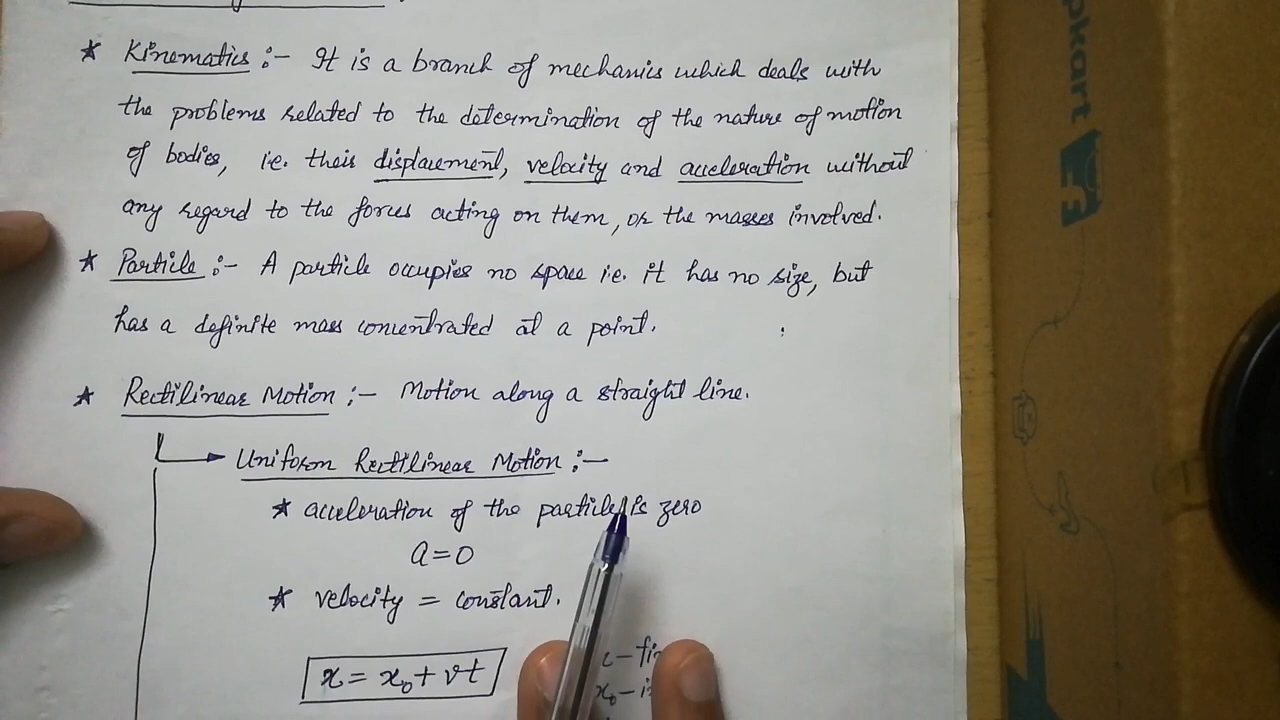 * Kinematics :- It is a branch of mechanics which deals with
the problems related to the determination of the nature of motion
of bodies, i.e. their displacement, velocity and acceleration without
any regard to the forces acting on them, or the masses involved.
* Particle :- A particle occupies no space i.e. it has no size, but
has a definite mass concentrated at a point.
* Rectilinear Motion :- Motion along a straight line.
Uniform Rectilinear Motion :-
* acceleration of the particle is zero
a=0
* velocity = constant.
x = x₀ + vt
x - fin
x₀ - i
pkart